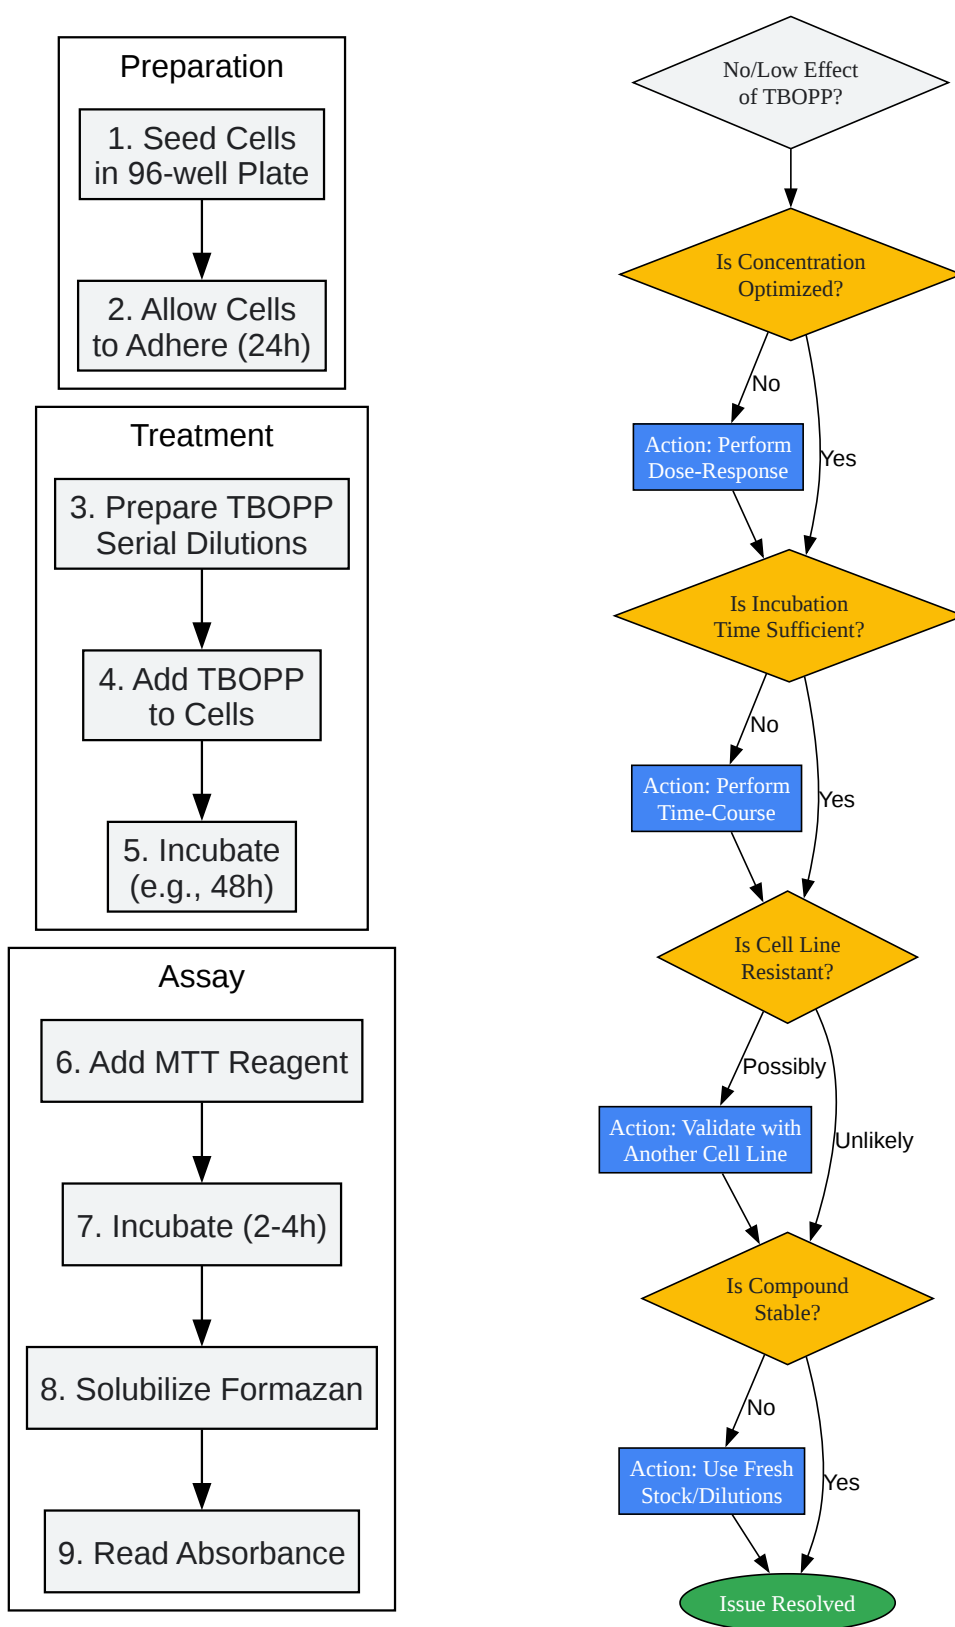 Preparation
1. Seed Cells
in 96-well Plate
2. Allow Cells
to Adhere (24h)
Treatment
3. Prepare TBOPP
Serial Dilutions
4. Add TBOPP
to Cells
5. Incubate
(e.g., 48h)
Assay
6. Add MTT Reagent
7. Incubate (2-4h)
8. Solubilize Formazan
9. Read Absorbance
No/Low Effect
of TBOPP?
Is Concentration
Optimized?
No
Yes
Action: Perform
Dose-Response
Is Incubation
Time Sufficient?
No
Yes
Action: Perform
Time-Course
Is Cell Line
Resistant?
Possibly
Unlikely
Action: Validate with
Another Cell Line
Is Compound
Stable?
No
Yes
Action: Use Fresh
Stock/Dilutions
Issue Resolved